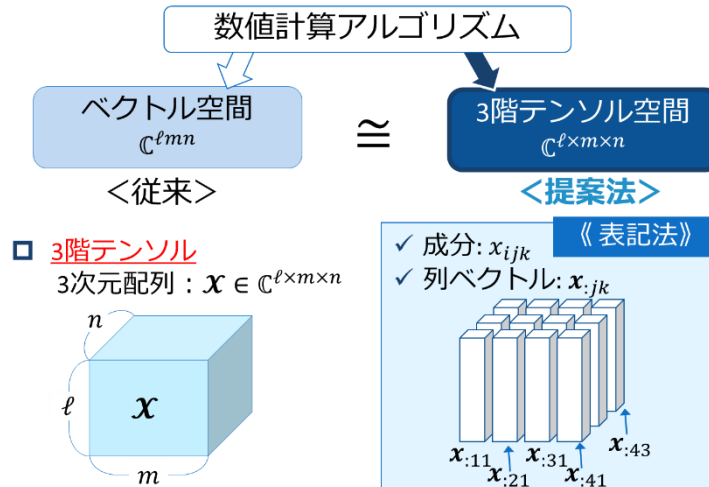 数値計算アルゴリズム
ベクトル空間
ℂ^{ℓmn}
≅
3階テンソル空間
ℂ^{ℓ×m×n}
<従来>
<提案法>
3階テンソル
3次元配列：𝓧 ∈ ℂ^{ℓ×m×n}
n
ℓ
𝓧
m
《表記法》
✓ 成分: x_{ijk}
✓ 列ベクトル: x_{:jk}
x_{:11}
x_{:21}
x_{:31}
x_{:41}
x_{:43}